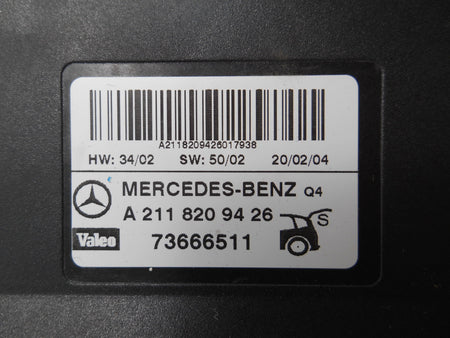 A2118209426017938
HW: 34/02 SW: 50/02 20/02/04
MERCEDES-BENZ Q4
A 211 820 94 26
S
Valeo 73666511